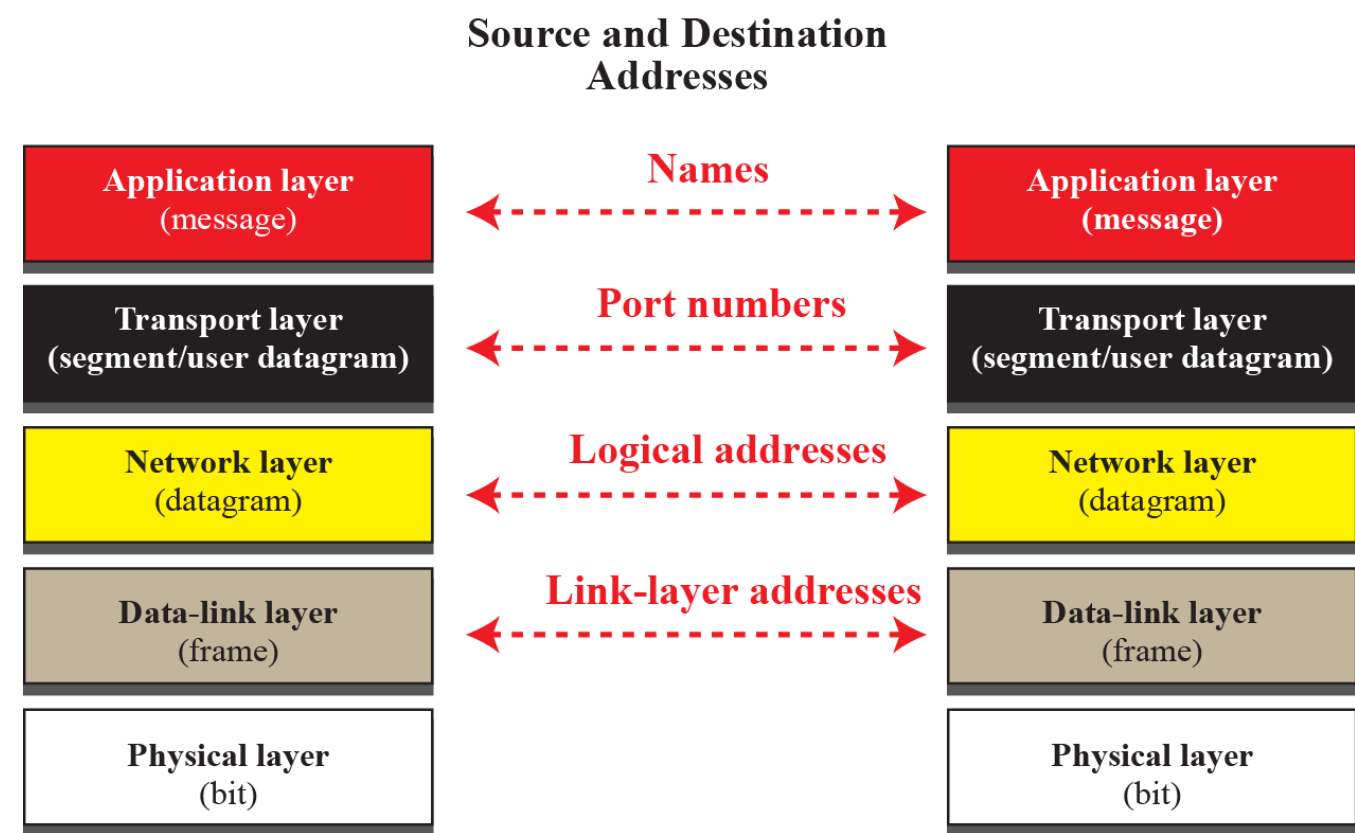 Source and Destination
Addresses
Application layer
(message)
Names
Application layer
(message)
Transport layer
(segment/user datagram)
Port numbers
Transport layer
(segment/user datagram)
Network layer
(datagram)
Logical addresses
Network layer
(datagram)
Data-link layer
(frame)
Link-layer addresses
Data-link layer
(frame)
Physical layer
(bit)
Physical layer
(bit)